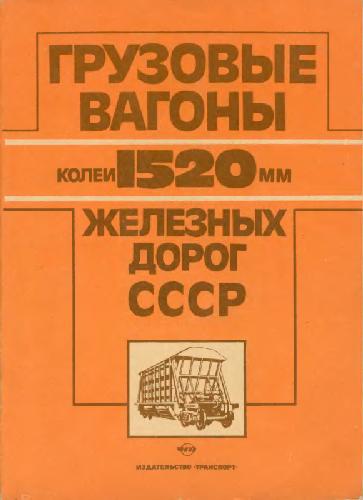 ГРУЗОВЫЕ
ВАГОНЫ
КОЛЕИ 1520 ММ
ЖЕЛЕЗНЫХ
ДОРОГ
СССР
ИЗДАТЕЛЬСТВО «ТРАНСПОРТ»